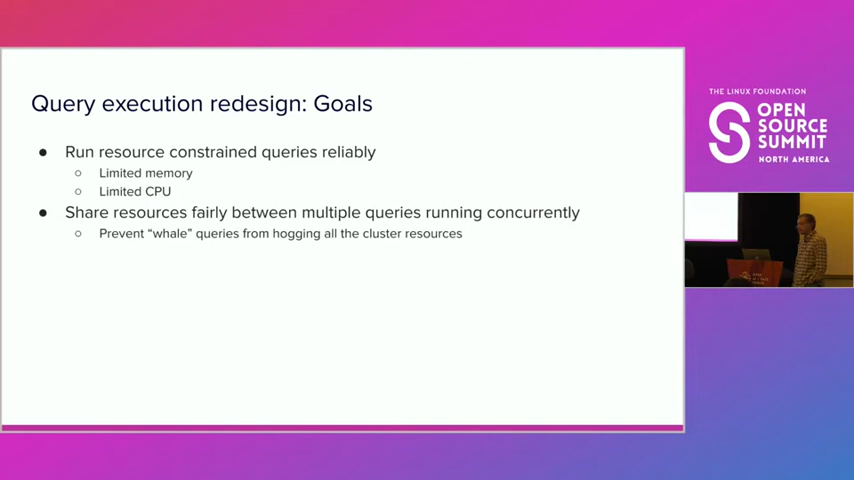 Query execution redesign: Goals
● Run resource constrained queries reliably
○ Limited memory
○ Limited CPU
● Share resources fairly between multiple queries running concurrently
○ Prevent “whale” queries from hogging all the cluster resources
THE LINUX FOUNDATION
OPEN
SOURCE
SUMMIT
NORTH AMERICA